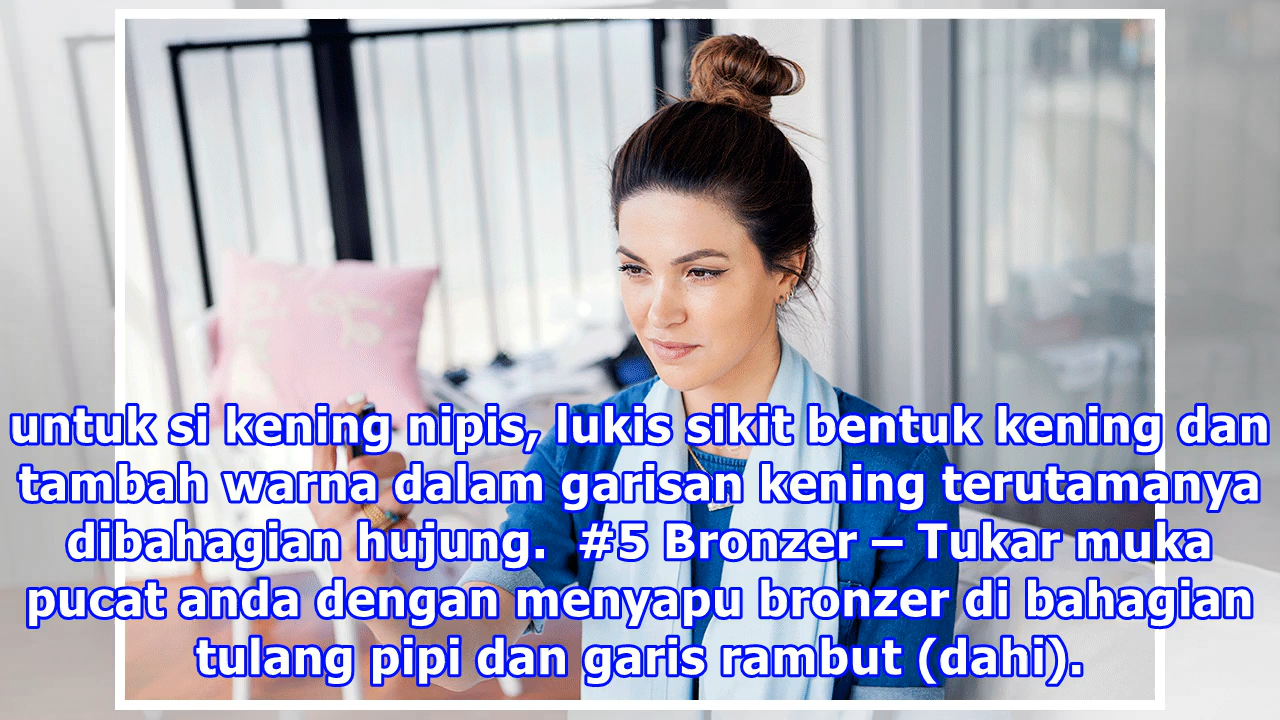 untuk si kening nipis, lukis sikit bentuk kening dan
tambah warna dalam garisan kening terutamanya
dibahagian hujung.  #5 Bronzer – Tukar muka
pucat anda dengan menyapu bronzer di bahagian
tulang pipi dan garis rambut (dahi).